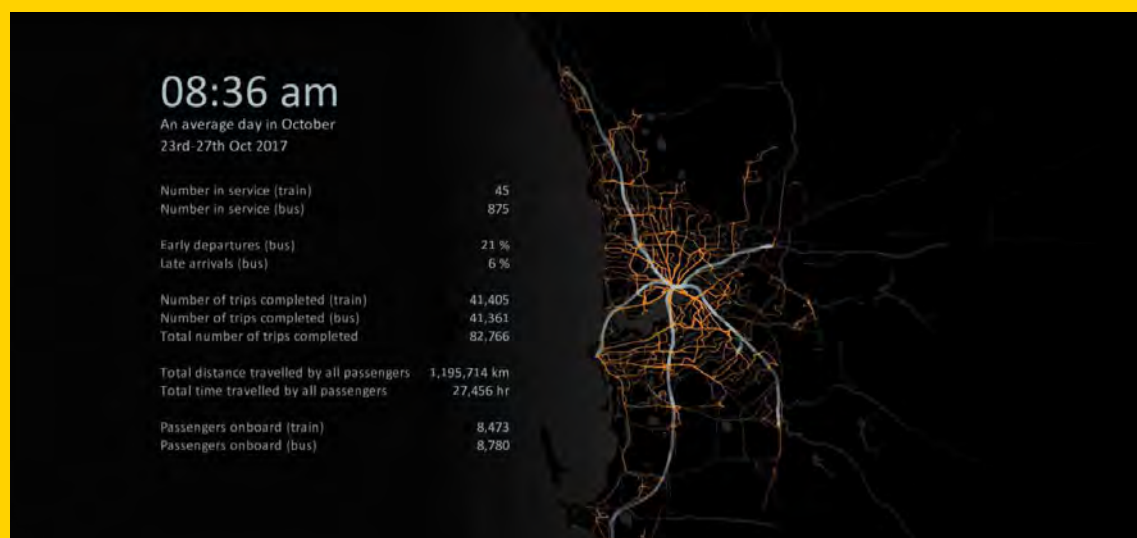 08:36 am
An average day in October
23rd-27th Oct 2017
Number in service (train) 45
Number in service (bus) 875
Early departures (bus) 21 %
Late arrivals (bus) 6 %
Number of trips completed (train) 41,405
Number of trips completed (bus) 41,361
Total number of trips completed 82,766
Total distance travelled by all passengers 1,195,714 km
Total time travelled by all passengers 27,456 hr
Passengers onboard (train) 8,473
Passengers onboard (bus) 8,780